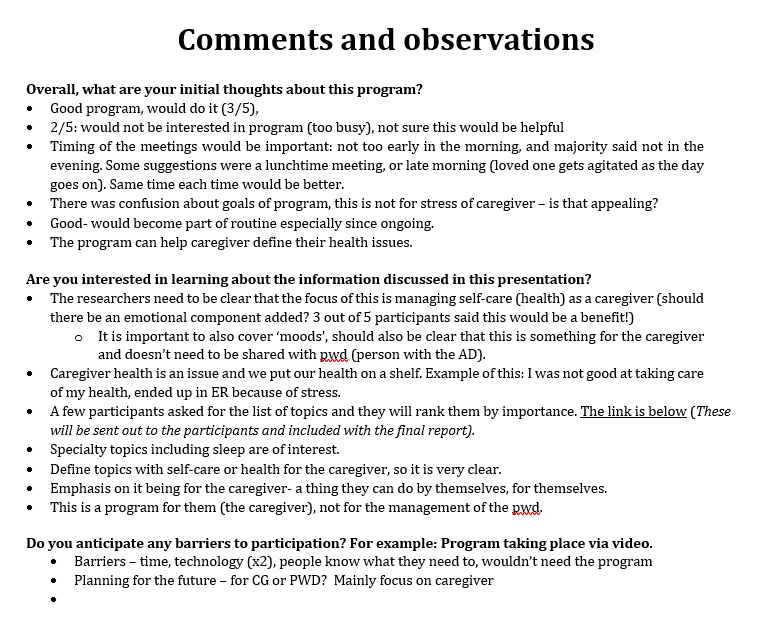 Comments and observations
Overall, what are your initial thoughts about this program?
• Good program, would do it (3/5),
• 2/5: would not be interested in program (too busy), not sure this would be helpful
• Timing of the meetings would be important: not too early in the morning, and majority said not in the
evening. Some suggestions were a lunchtime meeting, or late morning (loved one gets agitated as the day
goes on). Same time each time would be better.
• There was confusion about goals of program, this is not for stress of caregiver – is that appealing?
• Good- would become part of routine especially since ongoing.
• The program can help caregiver define their health issues.
Are you interested in learning about the information discussed in this presentation?
• The researchers need to be clear that the focus of this is managing self-care (health) as a caregiver (should
there be an emotional component added? 3 out of 5 participants said this would be a benefit!)
o It is important to also cover ‘moods’, should also be clear that this is something for the caregiver
and doesn’t need to be shared with pwd (person with the AD).
• Caregiver health is an issue and we put our health on a shelf. Example of this: I was not good at taking care
of my health, ended up in ER because of stress.
• A few participants asked for the list of topics and they will rank them by importance. The link is below (These
will be sent out to the participants and included with the final report).
• Specialty topics including sleep are of interest.
• Define topics with self-care or health for the caregiver, so it is very clear.
• Emphasis on it being for the caregiver- a thing they can do by themselves, for themselves.
• This is a program for them (the caregiver), not for the management of the pwd.
Do you anticipate any barriers to participation? For example: Program taking place via video.
• Barriers – time, technology (x2), people know what they need to, wouldn’t need the program
• Planning for the future – for CG or PWD? Mainly focus on caregiver
•